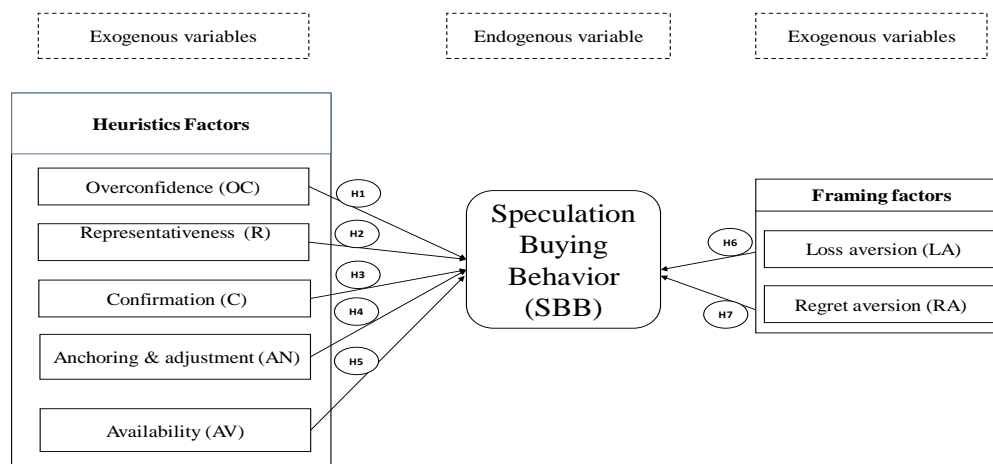 Exogenous variables
Endogenous variable
Exogenous variables
Heuristics Factors
Overconfidence (OC)
Representativeness (R)
Confirmation (C)
Anchoring & adjustment (AN)
Availability (AV)
H1
H2
H3
H4
H5
Speculation
Buying
Behavior
(SBB)
H6
H7
Framing factors
Loss aversion (LA)
Regret aversion (RA)